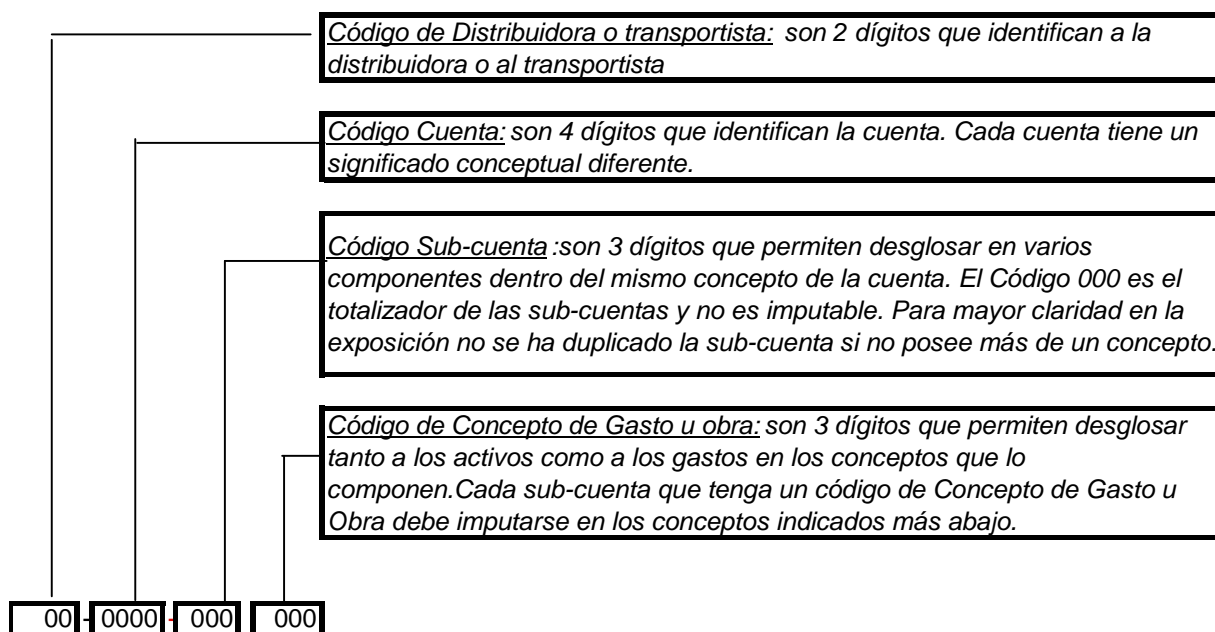 Código de Distribuidora o transportista: son 2 dígitos que identifican a la
distribuidora o al transportista
Código Cuenta: son 4 dígitos que identifican la cuenta. Cada cuenta tiene un
significado conceptual diferente.
Código Sub-cuenta :son 3 dígitos que permiten desglosar en varios
componentes dentro del mismo concepto de la cuenta. El Código 000 es el
totalizador de las sub-cuentas y no es imputable. Para mayor claridad en la
exposición no se ha duplicado la sub-cuenta si no posee más de un concepto.
Código de Concepto de Gasto u obra: son 3 dígitos que permiten desglosar
tanto a los activos como a los gastos en los conceptos que lo
componen.Cada sub-cuenta que tenga un código de Concepto de Gasto u
Obra debe imputarse en los conceptos indicados más abajo.
00 - 0000 - 000 000